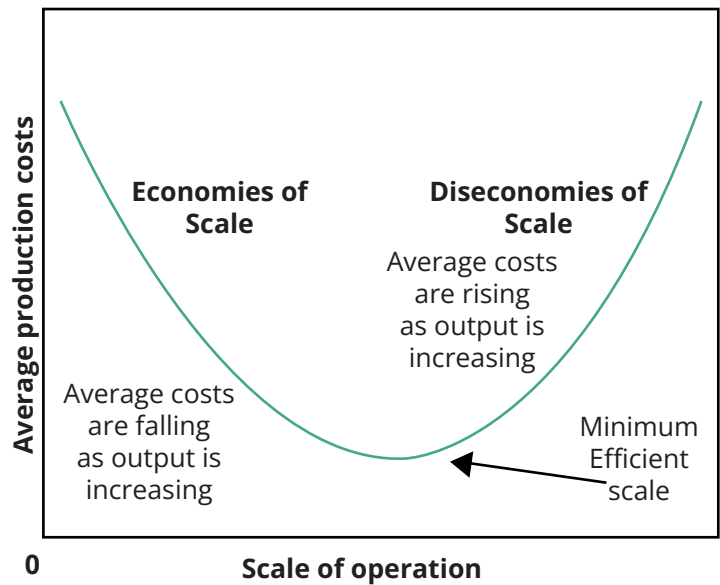 Average production costs
Economies of
Scale
Diseconomies of
Scale
Average costs
are rising
as output is
increasing
Average costs
are falling
as output is
increasing
Minimum
Efficient
scale
0
Scale of operation